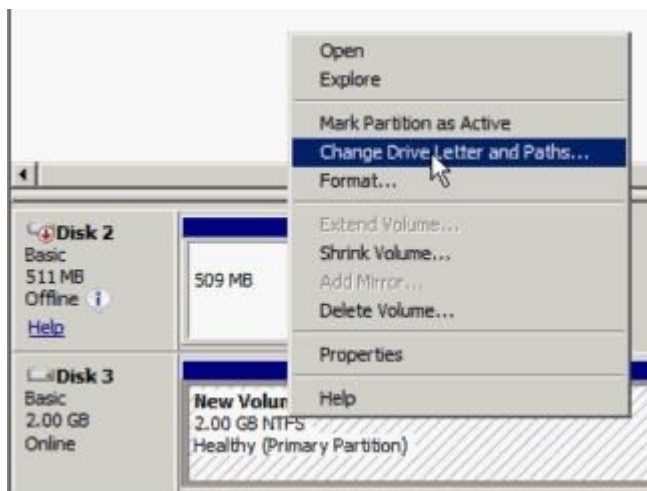 Open
Explore
Mark Partition as Active
Change Drive Letter and Paths...
Format...
Extend Volume...
Shrink Volume...
Add Mirror...
Delete Volume...
Properties
Help
Disk 2
Basic
511 MB
Offline
Help
509 MB
Disk 3
Basic
2.00 GB
Online
New Volum
2.00 GB NTFS
Healthy (Primary Partition)